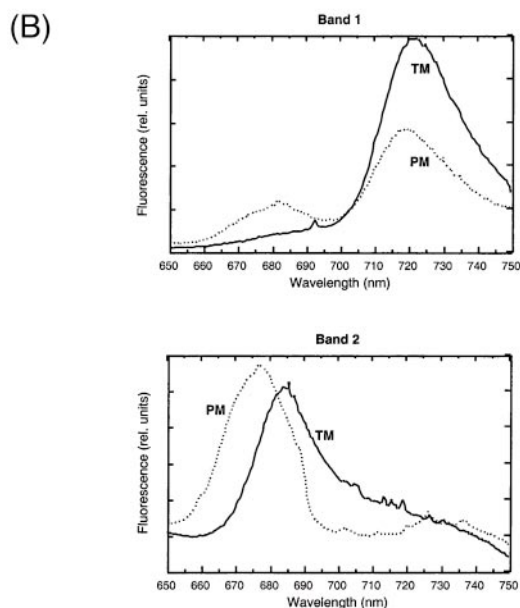 (B)
Band 1
Fluorescence (rel. units)
TM
PM
650 660 670 680 690 700 710 720 730 740 750
Wavelength (nm)
Band 2
Fluorescence (rel. units)
PM
TM
650 660 670 680 690 700 710 720 730 740 750
Wavelength (nm)